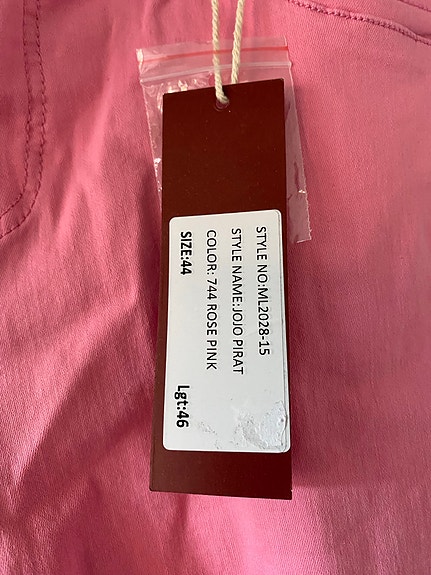 STYLE NO:ML2028-15
STYLE NAME:JOJO PIRAT
COLOR: 744 ROSE PINK
SIZE:44 Lgt:46